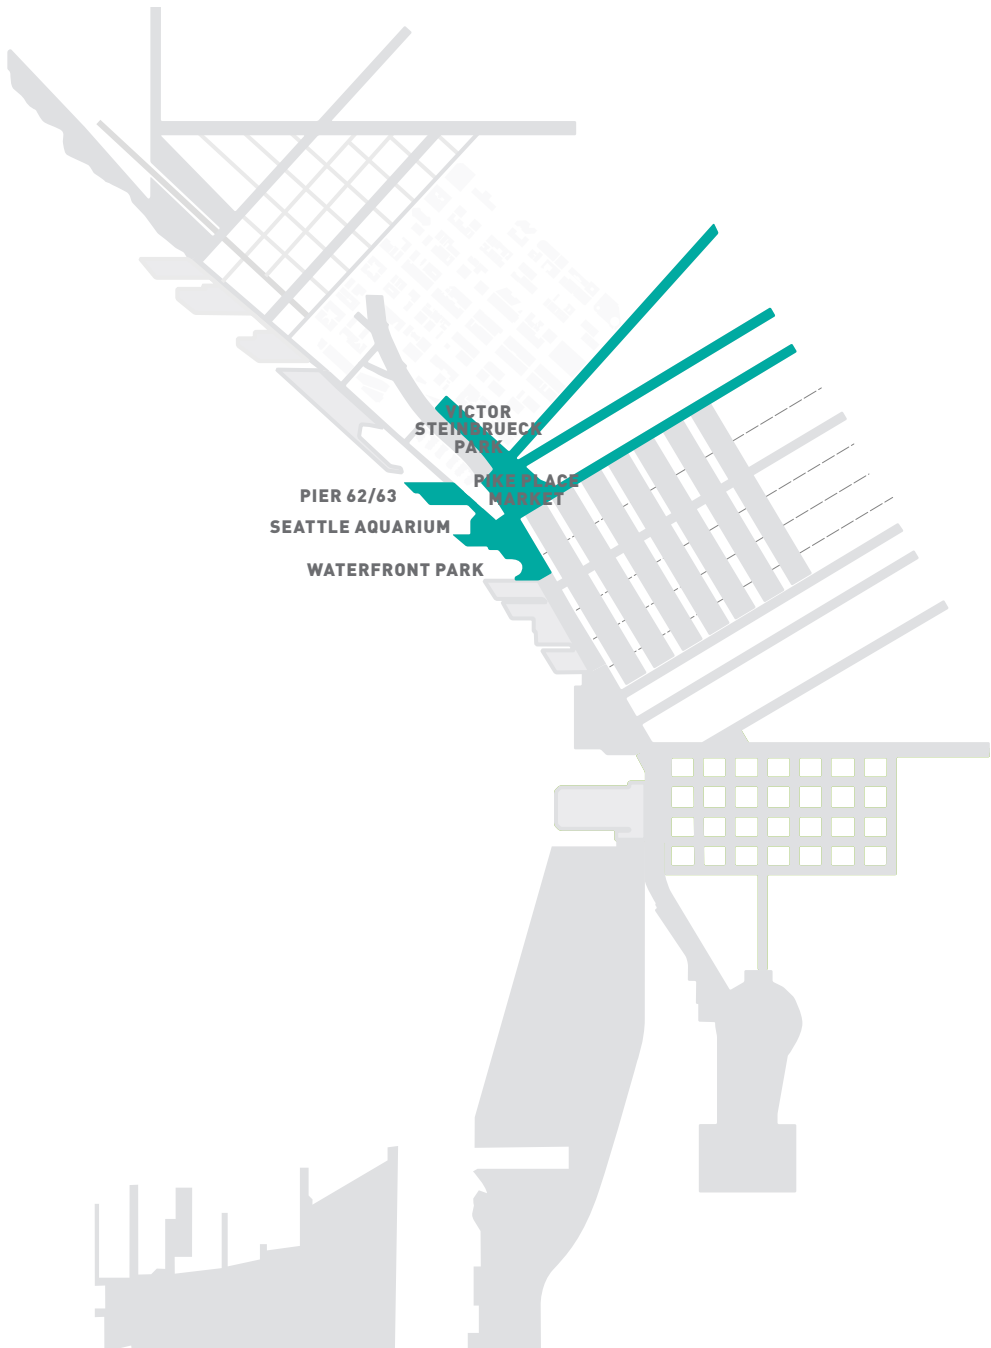 VICTOR
STEINBRUECK
PARK
PIKE PLACE
MARKET
PIER 62/63
SEATTLE AQUARIUM
WATERFRONT PARK